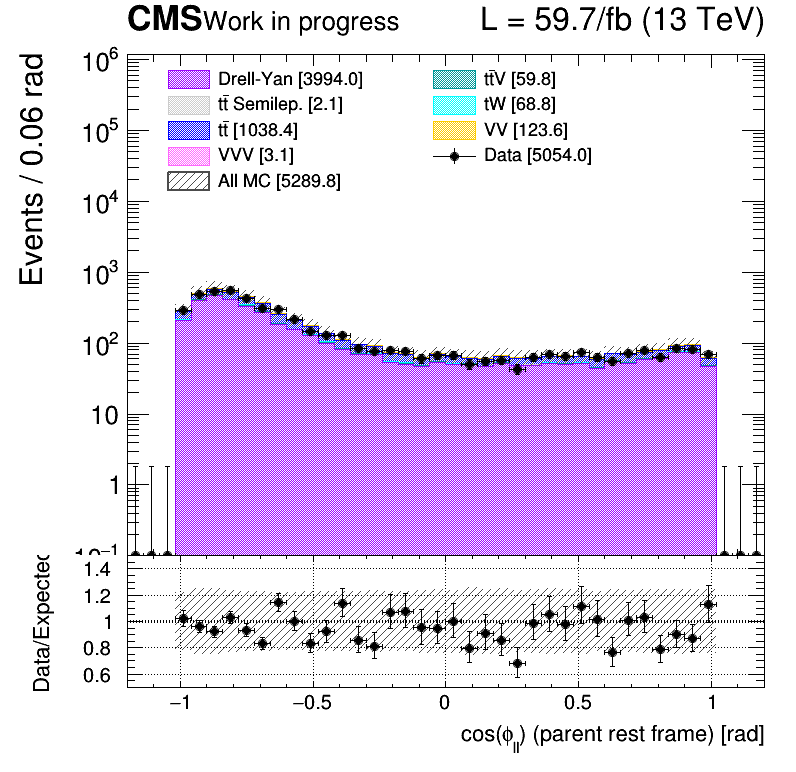 CMS Work in progress L = 59.7/fb (13 TeV)
Events / 0.06 rad
10⁶
10⁵
10⁴
10³
10²
10
1
10⁻¹
Drell-Yan [3994.0]
tt̄ Semilep. [2.1]
tt̄ [1038.4]
VVV [3.1]
All MC [5289.8]
tt̄V [59.8]
tW [68.8]
VV [123.6]
Data [5054.0]
Data/Expected
1.4
1.2
1
0.8
0.6
−1 −0.5 0 0.5 1
cos(ϕ_ll) (parent rest frame) [rad]